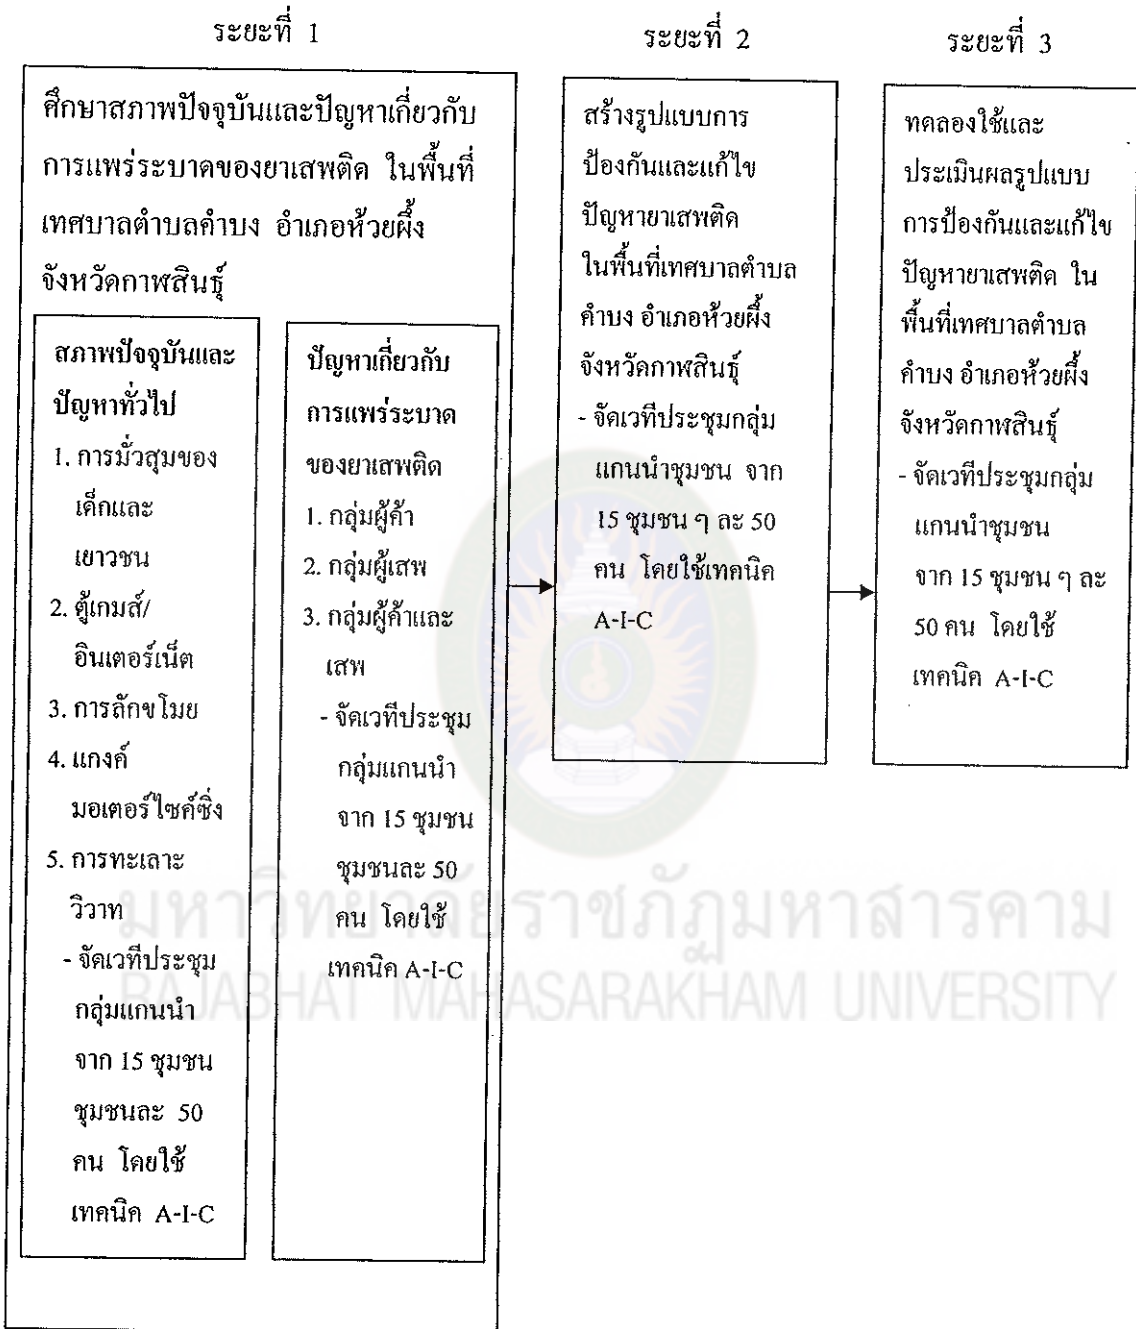 ระยะที่ 1
ศึกษาสภาพปัจจุบันและปัญหาเกี่ยวกับ
การแพร่ระบาดของยาเสพติด ในพื้นที่
เทศบาลตำบลคำบง อำเภอห้วยผึ้ง
จังหวัดกาฬสินธุ์
สภาพปัจจุบันและ
ปัญหาทั่วไป
1. การมั่วสุมของ
เด็กและ
เยาวชน
2. ตู้เกมส์/
อินเตอร์เน็ต
3. การลักขโมย
4. แกงค์
มอเตอร์ไซค์ซิ่ง
5. การทะเลาะ
วิวาท
- จัดเวทีประชุม
กลุ่มแกนนำ
จาก 15 ชุมชน
ชุมชนละ 50
คน โดยใช้
เทคนิค A-I-C
ปัญหาเกี่ยวกับ
การแพร่ระบาด
ของยาเสพติด
1. กลุ่มผู้ค้า
2. กลุ่มผู้เสพ
3. กลุ่มผู้ค้าและ
เสพ
- จัดเวทีประชุม
กลุ่มแกนนำ
จาก 15 ชุมชน
ชุมชนละ 50
คน โดยใช้
เทคนิค A-I-C
ระยะที่ 2
สร้างรูปแบบการ
ป้องกันและแก้ไข
ปัญหายาเสพติด
ในพื้นที่เทศบาลตำบล
คำบง อำเภอห้วยผึ้ง
จังหวัดกาฬสินธุ์
- จัดเวทีประชุมกลุ่ม
แกนนำชุมชน จาก
15 ชุมชน ๆ ละ 50
คน โดยใช้เทคนิค
A-I-C
ระยะที่ 3
ทดลองใช้และ
ประเมินผลรูปแบบ
การป้องกันและแก้ไข
ปัญหายาเสพติด ใน
พื้นที่เทศบาลตำบล
คำบง อำเภอห้วยผึ้ง
จังหวัดกาฬสินธุ์
- จัดเวทีประชุมกลุ่ม
แกนนำชุมชน
จาก 15 ชุมชน ๆ ละ
50 คน โดยใช้
เทคนิค A-I-C
มหาวิทยาลัยราชภัฏมหาสารคาม
RAJABHAT MAHASARAKHAM UNIVERSITY